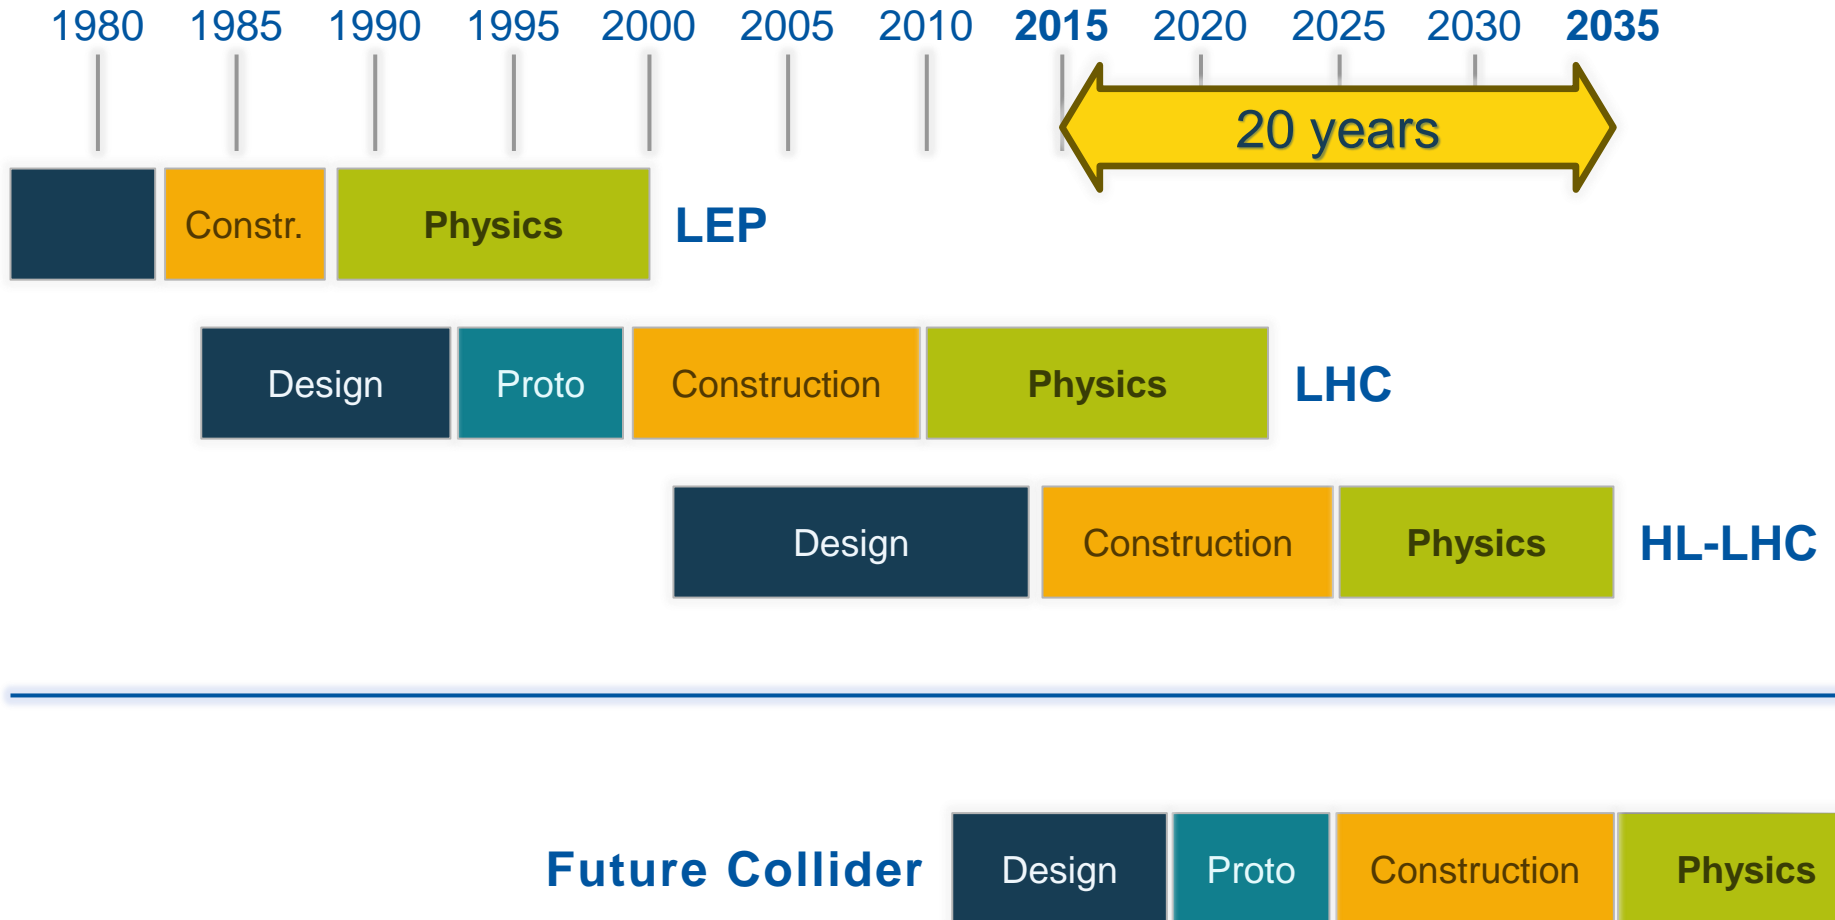 1980 1985 1990 1995 2000 2005 2010 2015 2020 2025 2030 2035
20 years
Constr. Physics LEP
Design Proto Construction Physics LHC
Design Construction Physics HL-LHC
Future Collider Design Proto Construction Physics